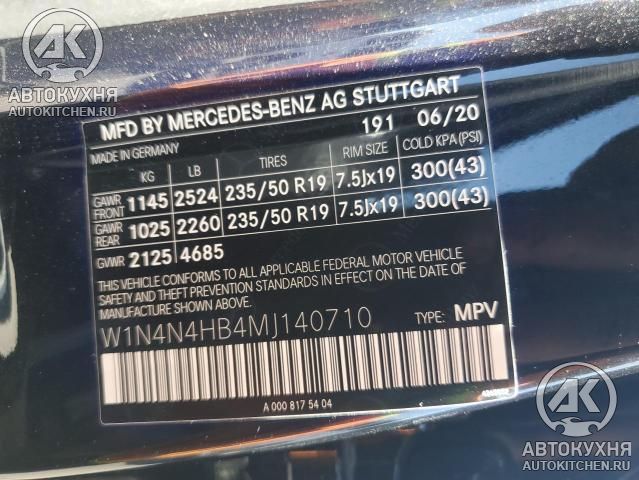 АК
АВТОКУХНЯ
AUTOKITCHEN.RU
MFD BY MERCEDES-BENZ AG STUTTGART
191 06/20
MADE IN GERMANY
KG LB TIRES RIM SIZE COLD KPA (PSI)
GAWR FRONT 1145 2524 235/50 R19 7.5Jx19 300(43)
GAWR REAR 1025 2260 235/50 R19 7.5Jx19 300(43)
GVWR 2125 4685
THIS VEHICLE CONFORMS TO ALL APPLICABLE FEDERAL MOTOR VEHICLE
SAFETY AND THEFT PREVENTION STANDARDS IN EFFECT ON THE DATE OF
MANUFACTURE SHOWN ABOVE.
W1N4N4HB4MJ140710 TYPE: MPV
A 000 817 54 04
АК
АВТОКУХНЯ
AUTOKITCHEN.RU